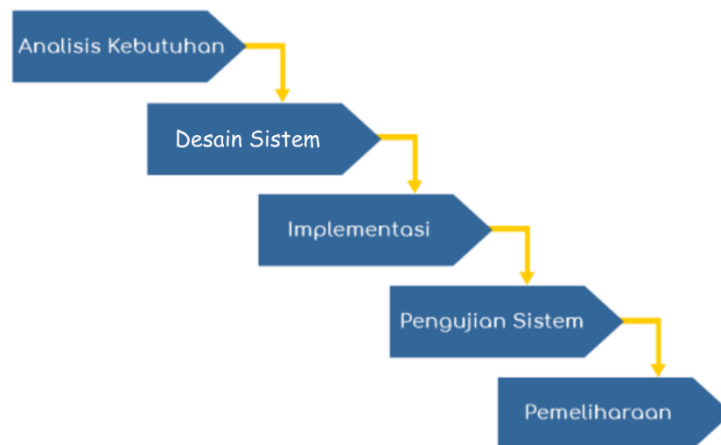 Analisis Kebutuhan
Desain Sistem
Implementasi
Pengujian Sistem
Pemeliharaan